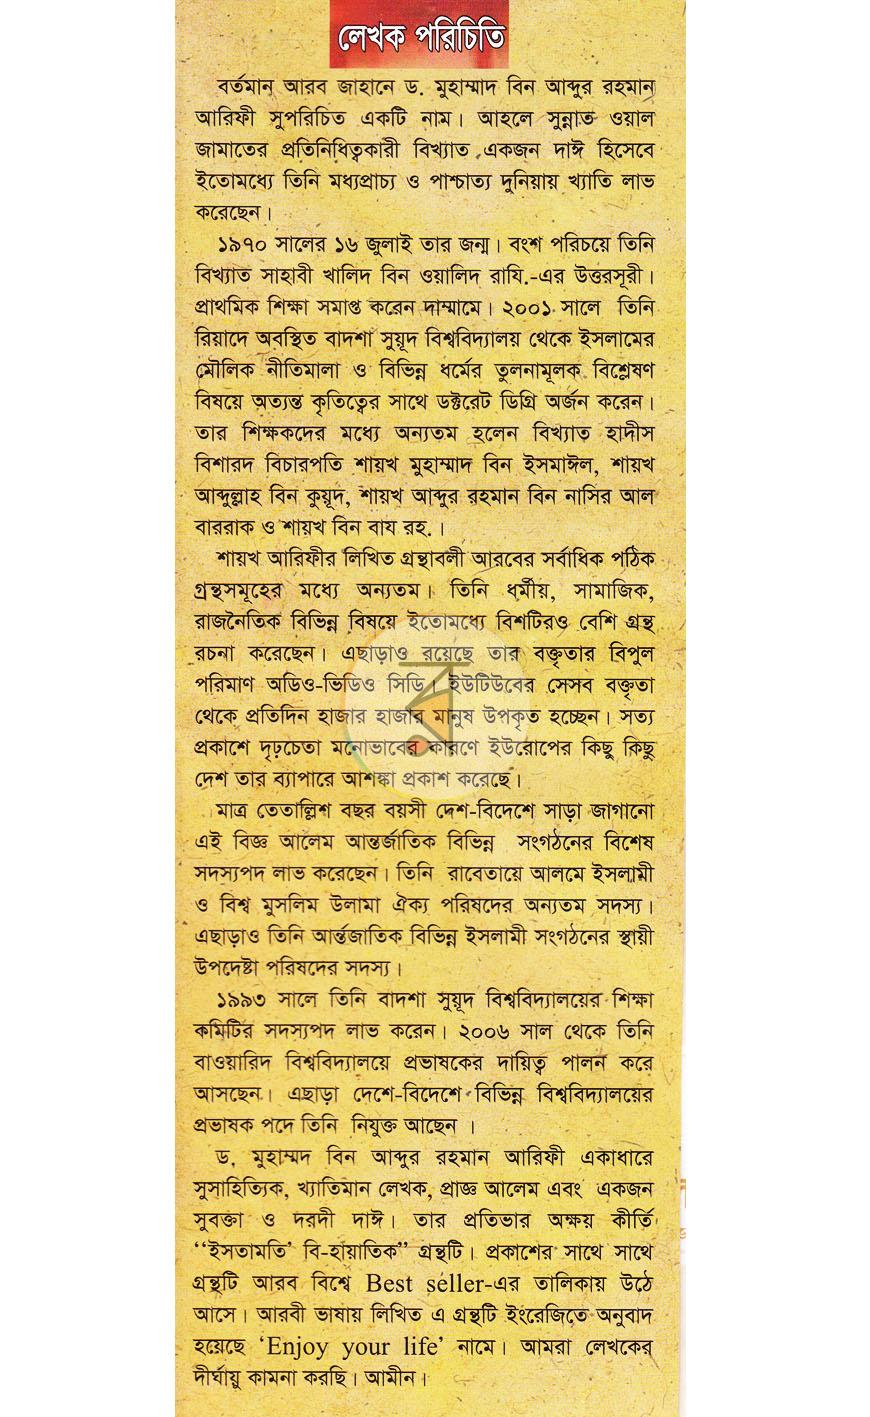 লেখক পরিচিতি
বর্তমান আরব জাহানে ড. মুহাম্মাদ বিন আব্দুর রহমান
আরিফী সুপরিচিত একটি নাম। আহলে সুন্নাত ওয়াল
জামাতের প্রতিনিধিত্বকারী বিখ্যাত একজন দাঈ হিসেবে
ইতোমধ্যে তিনি মধ্যপ্রাচ্য ও পাশ্চাত্য দুনিয়ায় খ্যাতি লাভ
করেছেন।
১৯৭০ সালের ১৬ জুলাই তার জন্ম। বংশ পরিচয়ে তিনি
বিখ্যাত সাহাবী খালিদ বিন ওয়ালিদ রাযি.-এর উত্তরসূরী।
প্রাথমিক শিক্ষা সমাপ্ত করেন দাম্মামে। ২০০১ সালে তিনি
রিয়াদে অবস্থিত বাদশা সুয়ূদ বিশ্ববিদ্যালয় থেকে ইসলামের
মৌলিক নীতিমালা ও বিভিন্ন ধর্মের তুলনামূলক বিশ্লেষণ
বিষয়ে অত্যন্ত কৃতিত্বের সাথে ডক্টরেট ডিগ্রি অর্জন করেন।
তার শিক্ষকদের মধ্যে অন্যতম হলেন বিখ্যাত হাদীস
বিশারদ বিচারপতি শায়খ মুহাম্মাদ বিন ইসমাঈল, শায়খ
আব্দুল্লাহ বিন কুয়ূদ, শায়খ আব্দুর রহমান বিন নাসির আল
বাররাক ও শায়খ বিন বায রহ.।
শায়খ আরিফীর লিখিত গ্রন্থাবলী আরবের সর্বাধিক পঠিক
গ্রন্থসমূহের মধ্যে অন্যতম। তিনি ধর্মীয়, সামাজিক,
রাজনৈতিক বিভিন্ন বিষয়ে ইতোমধ্যে বিশটিরও বেশি গ্রন্থ
রচনা করেছেন। এছাড়াও রয়েছে তার বক্তৃতার বিপুল
পরিমাণ অডিও-ভিডিও সিডি। ইউটিউবের সেসব বক্তৃতা
থেকে প্রতিদিন হাজার হাজার মানুষ উপকৃত হচ্ছেন। সত্য
প্রকাশে দৃঢ়চেতা মনোভাবের কারণে ইউরোপের কিছু কিছু
দেশ তার ব্যাপারে আশঙ্কা প্রকাশ করেছে।
মাত্র তেতাল্লিশ বছর বয়সী দেশ-বিদেশে সাড়া জাগানো
এই বিজ্ঞ আলেম আন্তর্জাতিক বিভিন্ন সংগঠনের বিশেষ
সদস্যপদ লাভ করেছেন। তিনি রাবেতায়ে আলমে ইসলামী
ও বিশ্ব মুসলিম উলামা ঐক্য পরিষদের অন্যতম সদস্য।
এছাড়াও তিনি আর্ন্তজাতিক বিভিন্ন ইসলামী সংগঠনের স্থায়ী
উপদেষ্টা পরিষদের সদস্য।
১৯৯৩ সালে তিনি বাদশা সুয়ূদ বিশ্ববিদ্যালয়ের শিক্ষা
কমিটির সদস্যপদ লাভ করেন। ২০০৬ সাল থেকে তিনি
বাওয়ারিদ বিশ্ববিদ্যালয়ে প্রভাষকের দায়িত্ব পালন করে
আসছেন। এছাড়া দেশে-বিদেশে বিভিন্ন বিশ্ববিদ্যালয়ের
প্রভাষক পদে তিনি নিযুক্ত আছেন ।
ড. মুহাম্মদ বিন আব্দুর রহমান আরিফী একাধারে
সুসাহিত্যিক, খ্যাতিমান লেখক, প্রাজ্ঞ আলেম এবং একজন
সুবক্তা ও দরদী দাঈ। তার প্রতিভার অক্ষয় কীর্তি
‘‘ইসতামতি’ বি-হায়াতিক” গ্রন্থটি। প্রকাশের সাথে সাথে
গ্রন্থটি আরব বিশ্বে Best seller-এর তালিকায় উঠে
আসে। আরবী ভাষায় লিখিত এ গ্রন্থটি ইংরেজিতে অনুবাদ
হয়েছে ‘Enjoy your life’ নামে। আমরা লেখকের
দীর্ঘায়ু কামনা করছি। আমীন।